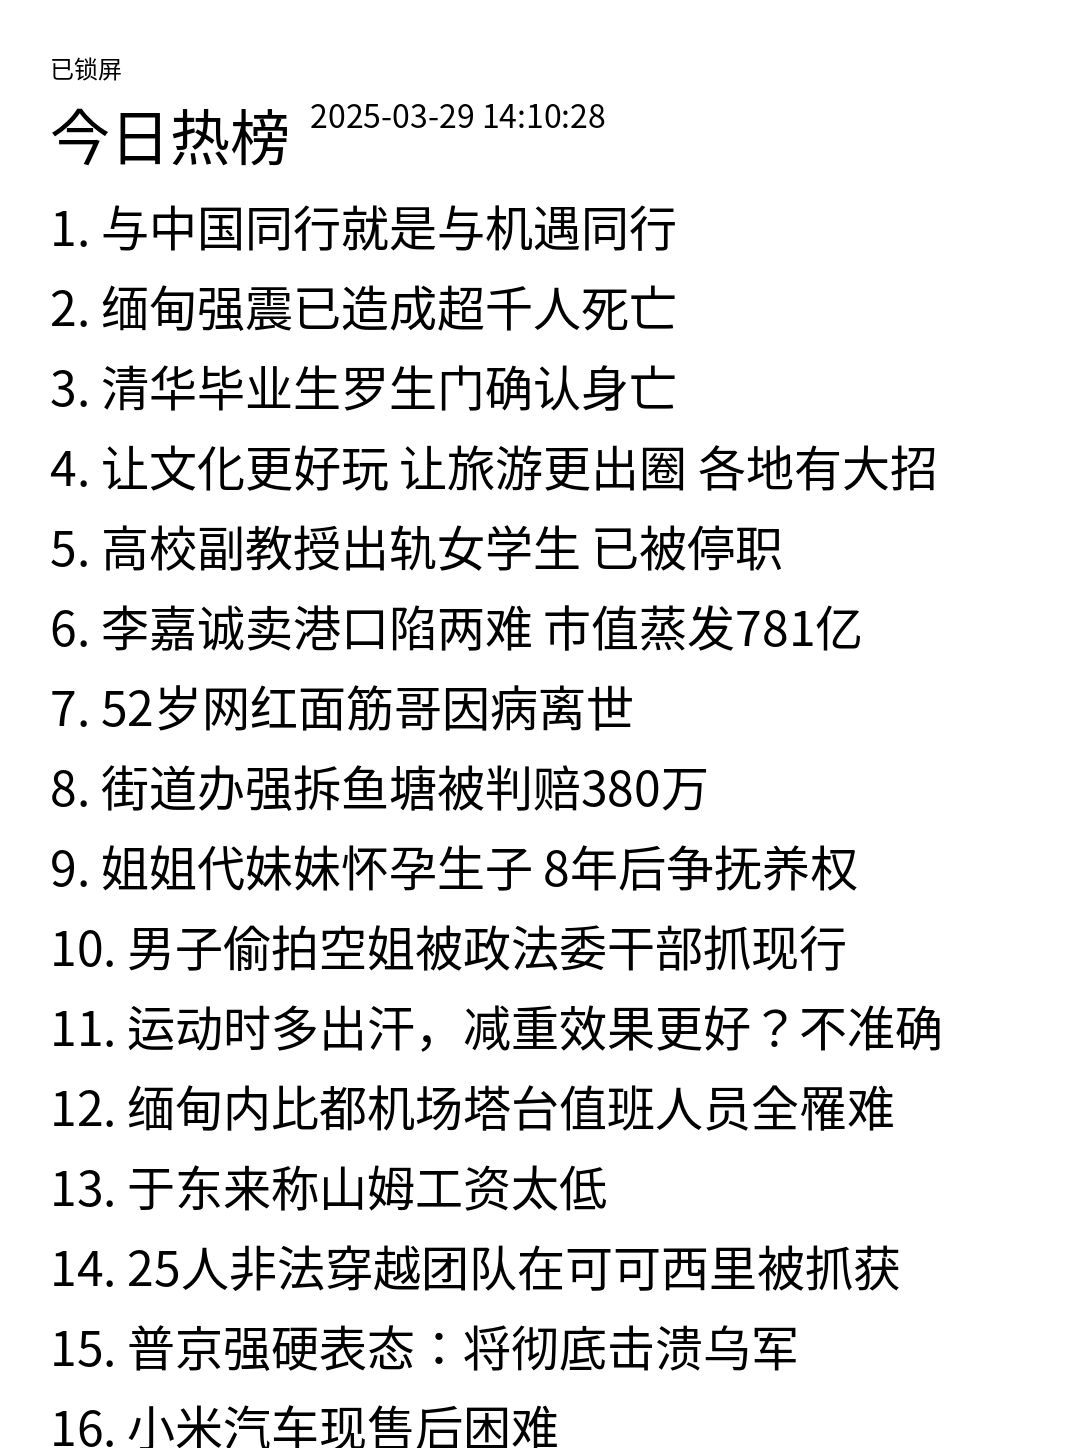 已锁屏
今日热榜 2025-03-29 14:10:28
1. 与中国同行就是与机遇同行
2. 缅甸强震已造成超千人死亡
3. 清华毕业生罗生门确认身亡
4. 让文化更好玩 让旅游更出圈 各地有大招
5. 高校副教授出轨女学生 已被停职
6. 李嘉诚卖港口陷两难 市值蒸发781亿
7. 52岁网红面筋哥因病离世
8. 街道办强拆鱼塘被判赔380万
9. 姐姐代妹妹怀孕生子 8年后争抚养权
10. 男子偷拍空姐被政法委干部抓现行
11. 运动时多出汗，减重效果更好？不准确
12. 缅甸内比都机场塔台值班人员全罹难
13. 于东来称山姆工资太低
14. 25人非法穿越团队在可可西里被抓获
15. 普京强硬表态：将彻底击溃乌军
16. 小米汽车现售后困难